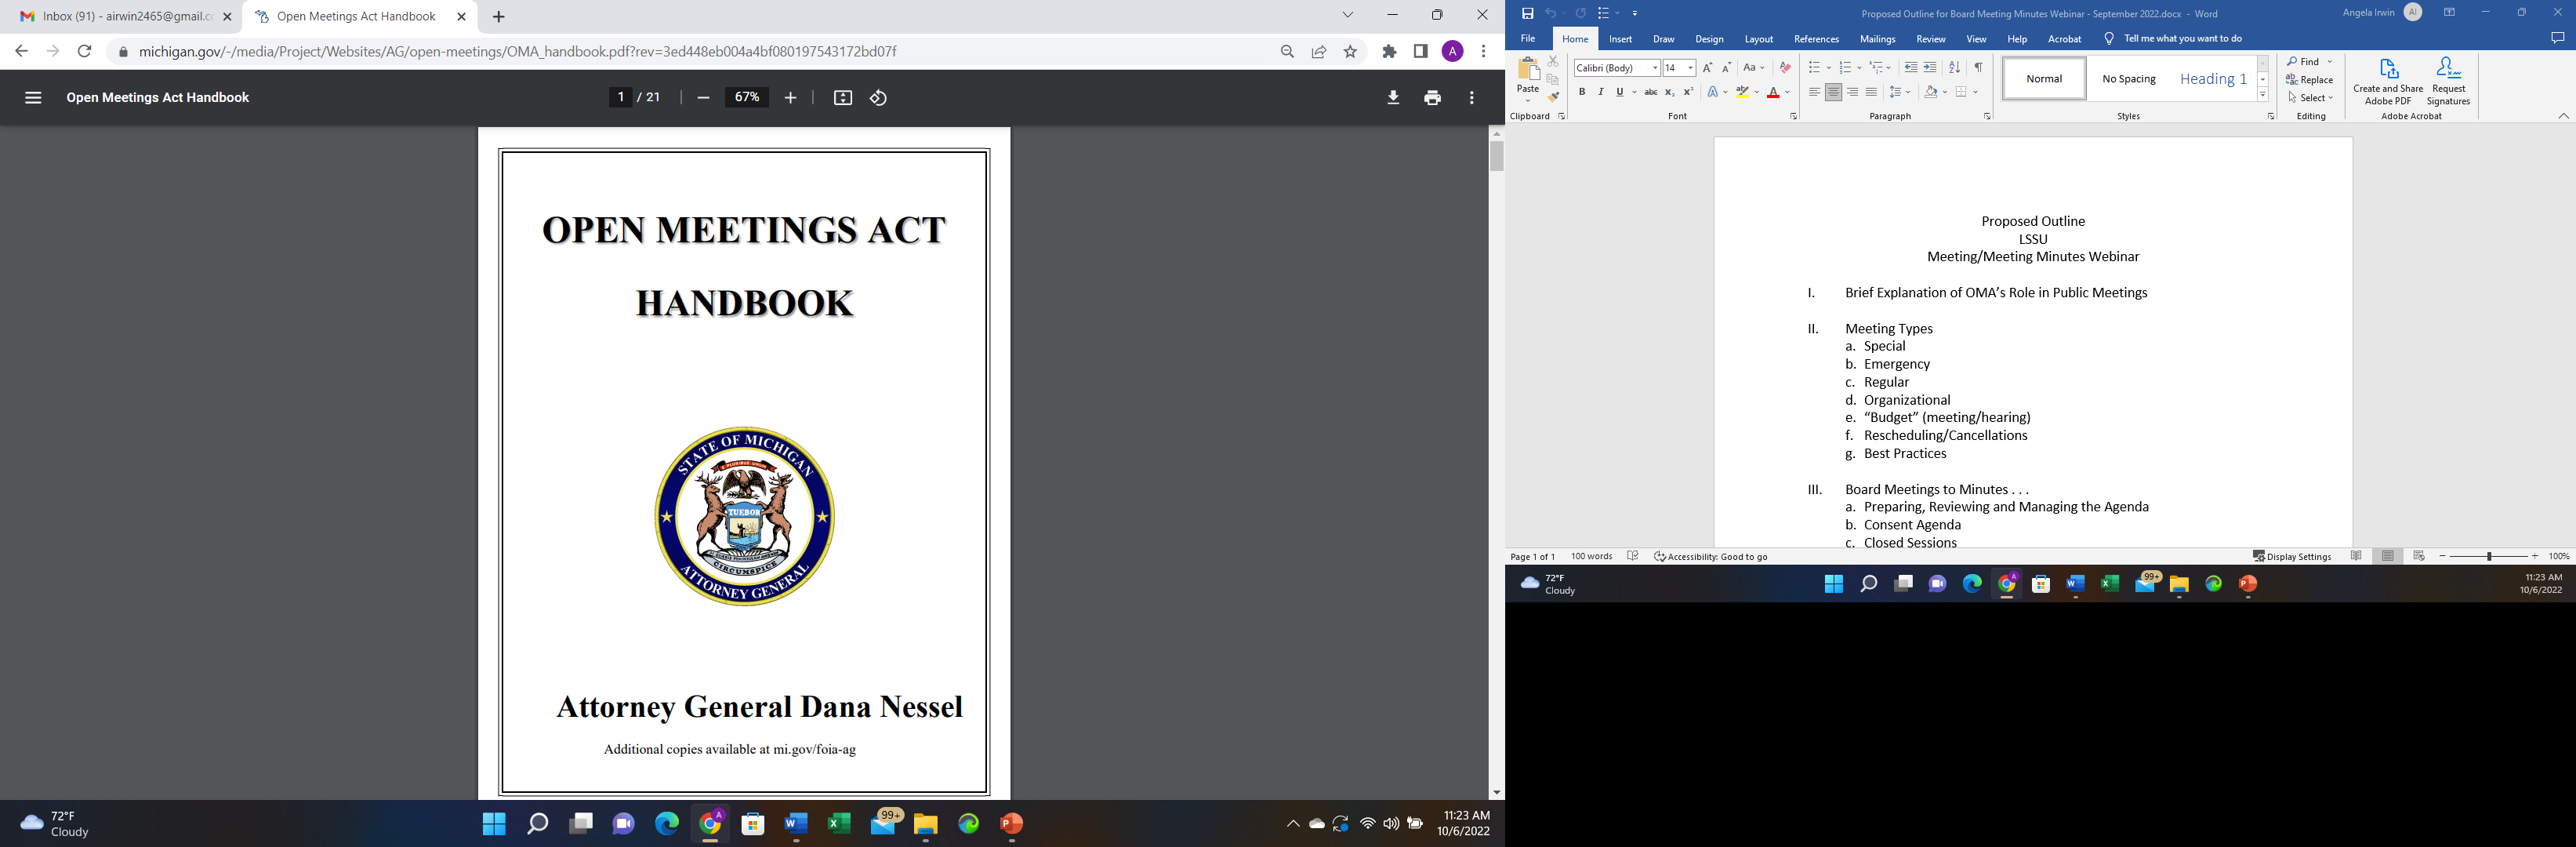 Inbox (91) - airwin2465@gmail.cc
Open Meetings Act Handbook
michigan.gov/-/media/Project/Websites/AG/open-meetings/OMA_handbook.pdf?rev=3ed448eb004a4bf080197543172bd07f
A
Open Meetings Act Handbook
1 / 21
67%
OPEN MEETINGS ACT
HANDBOOK
STATE OF MICHIGAN
E PLURIBUS UNUM
TUEBOR
CIRCUMSPICE
ATTORNEY GENERAL
Attorney General Dana Nessel
Additional copies available at mi.gov/foia-ag
72°F
Cloudy
99+
11:23 AM
10/6/2022
Proposed Outline for Board Meeting Minutes Webinar - September 2022.docx - Word
Angela Irwin
AI
File Home Insert Draw Design Layout References Mailings Review View Help Acrobat Tell me what you want to do
Paste
Clipboard
Calibri (Body) 14
Font
Paragraph
Normal No Spacing Heading 1
Styles
Find
Replace
Select
Editing
Create and Share Adobe PDF
Request Signatures
Adobe Acrobat
Proposed Outline
LSSU
Meeting/Meeting Minutes Webinar
I. Brief Explanation of OMA’s Role in Public Meetings
II. Meeting Types
a. Special
b. Emergency
c. Regular
d. Organizational
e. “Budget” (meeting/hearing)
f. Rescheduling/Cancellations
g. Best Practices
III. Board Meetings to Minutes . . .
a. Preparing, Reviewing and Managing the Agenda
b. Consent Agenda
c. Closed Sessions
Page 1 of 1 100 words Accessibility: Good to go Display Settings 100%
72°F
Cloudy
99+
11:23 AM
10/6/2022